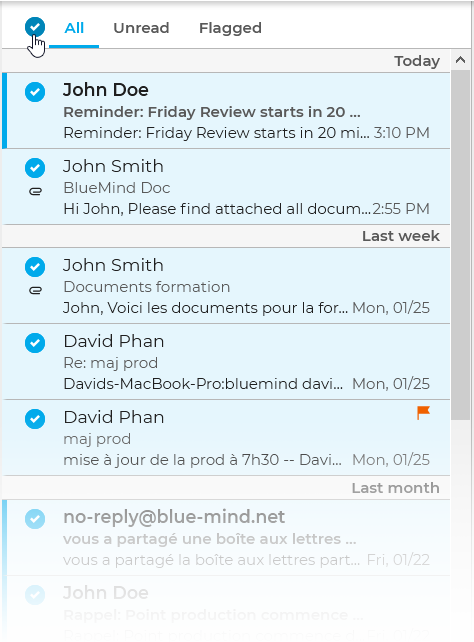 All Unread Flagged
Today
John Doe
Reminder: Friday Review starts in 20 ...
Reminder: Friday Review starts in 20 mi... 3:10 PM
John Smith
BlueMind Doc
Hi John, Please find attached all docum... 2:55 PM
Last week
John Smith
Documents formation
John, Voici les documents pour la for... Mon, 01/25
David Phan
Re: maj prod
Davids-MacBook-Pro:bluemind davi... Mon, 01/25
David Phan
maj prod
mise à jour de la prod à 7h30 -- Davi... Mon, 01/25
Last month
no-reply@blue-mind.net
vous a partagé une boîte aux lettres ...
vous a partagé la boîte aux lettres part... Fri, 01/22
John Doe
Rappel: Point production commence ...